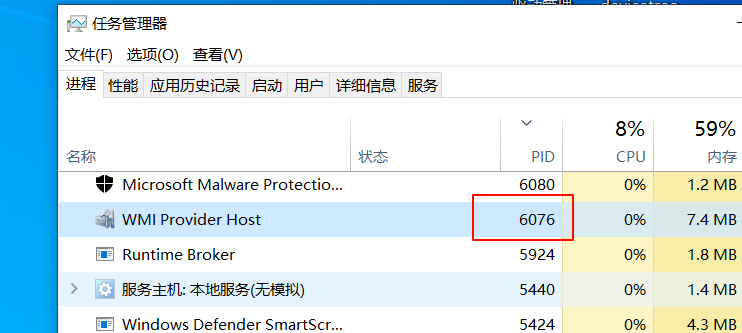 任务管理器
文件(F) 选项(O) 查看(V)
进程 性能 应用历史记录 启动 用户 详细信息 服务
8% 59%
名称 状态 PID CPU 内存
Microsoft Malware Protectio... 6080 0% 1.2 MB
WMI Provider Host 6076 0% 7.4 MB
Runtime Broker 5924 0% 1.8 MB
服务主机: 本地服务(无模拟) 5440 0% 1.4 MB
Windows Defender SmartScr... 5424 0% 4.3 MB